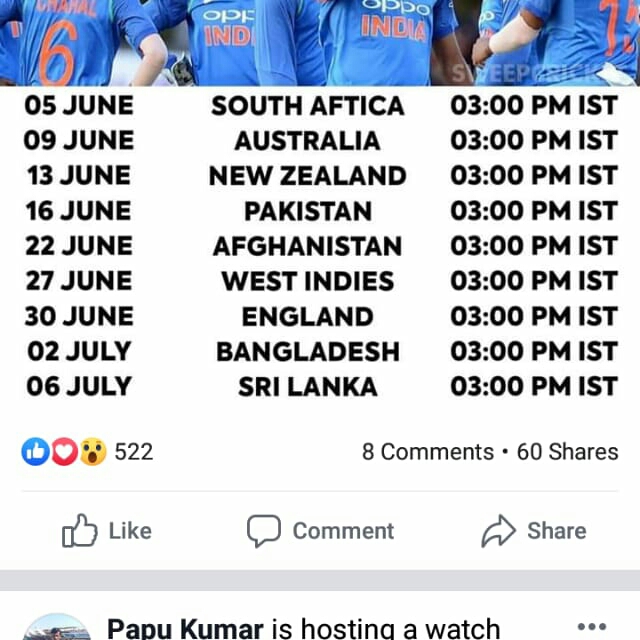 CHAHAL
6
oppo
IND
oppo
INDIA
05 JUNE SOUTH AFTICA 03:00 PM IST
09 JUNE AUSTRALIA 03:00 PM IST
13 JUNE NEW ZEALAND 03:00 PM IST
16 JUNE PAKISTAN 03:00 PM IST
22 JUNE AFGHANISTAN 03:00 PM IST
27 JUNE WEST INDIES 03:00 PM IST
30 JUNE ENGLAND 03:00 PM IST
02 JULY BANGLADESH 03:00 PM IST
06 JULY SRI LANKA 03:00 PM IST
522 8 Comments • 60 Shares
Like Comment Share
Papu Kumar is hosting a watch